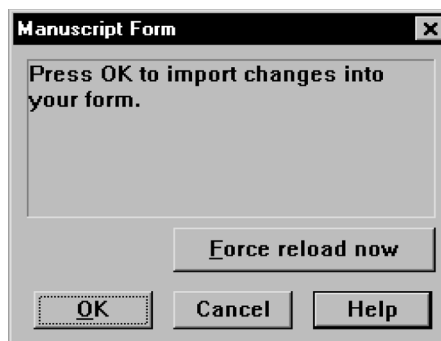 Manuscript Form
Press OK to import changes into
your form.
Force reload now
OK Cancel Help